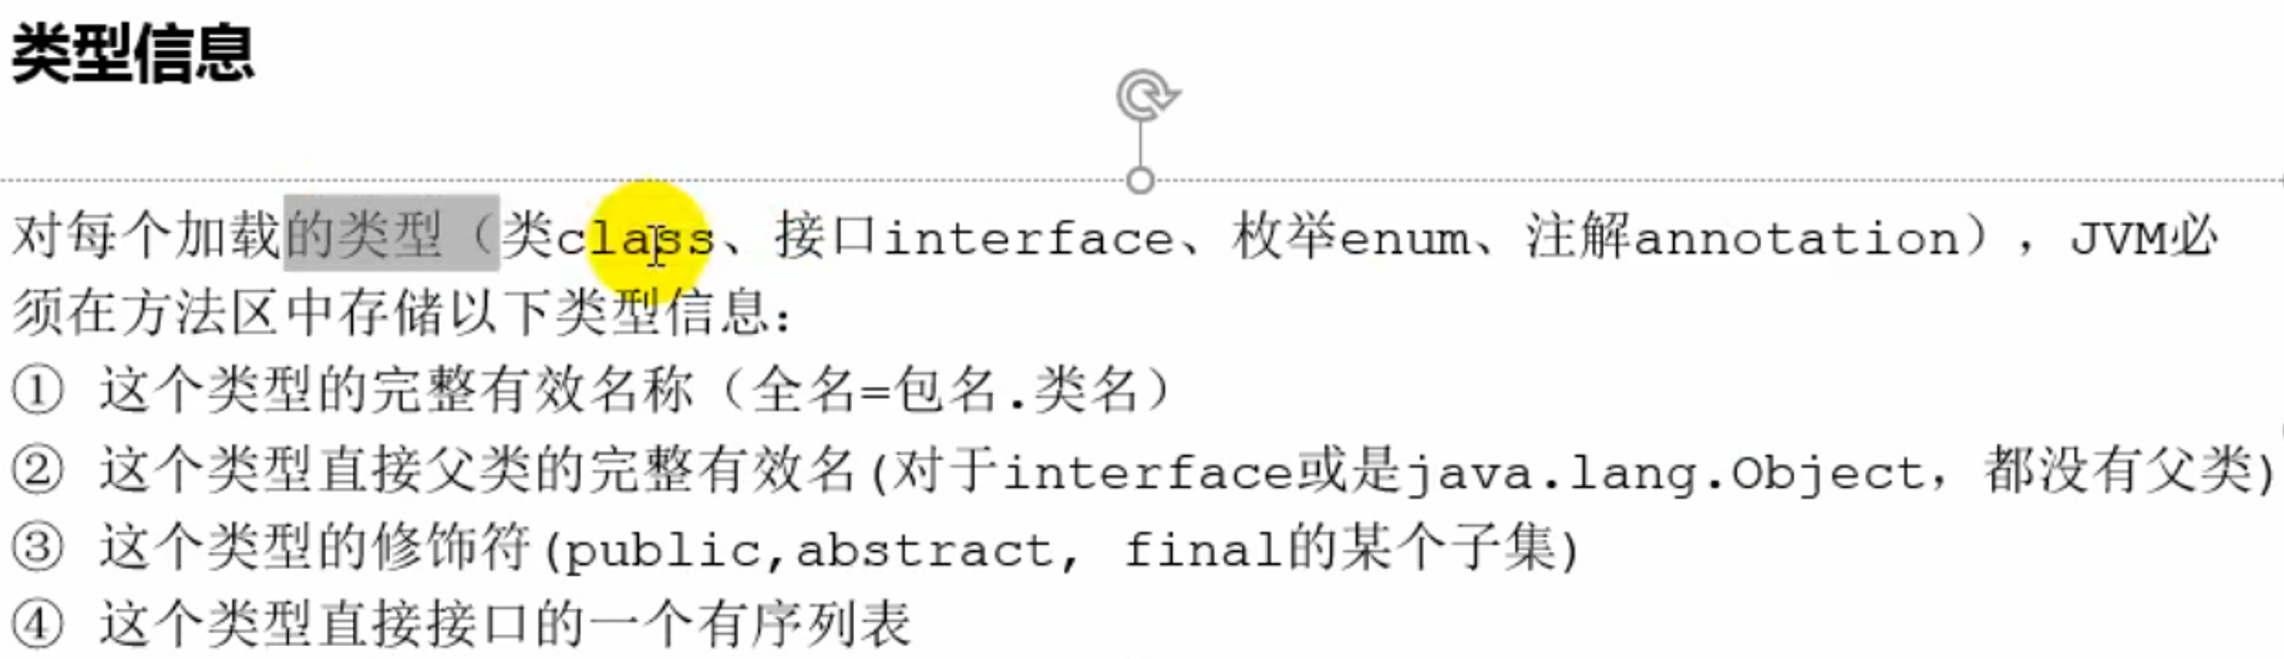 类型信息
对每个加载的类型（类class、接口interface、枚举enum、注解annotation），JVM必
须在方法区中存储以下类型信息：
① 这个类型的完整有效名称（全名=包名.类名）
② 这个类型直接父类的完整有效名(对于interface或是java.lang.Object，都没有父类)
③ 这个类型的修饰符(public,abstract, final的某个子集)
④ 这个类型直接接口的一个有序列表